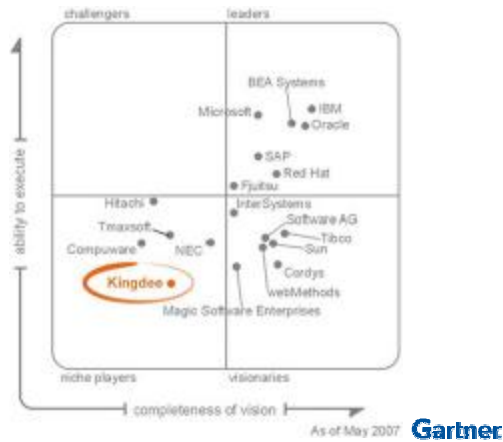 challengers
leaders
BEA Systems
IBM
Microsoft
Oracle
SAP
Red Hat
Fjuitsu
Hitachi
InterSystems
Software AG
Tmaxsoft
Tibco
Compuware
NEC
Sun
Cordys
Kingdee
webMethods
Magic Software Enterprises
ability to execute
niche players
visionaries
completeness of vision
As of May 2007
Gartner